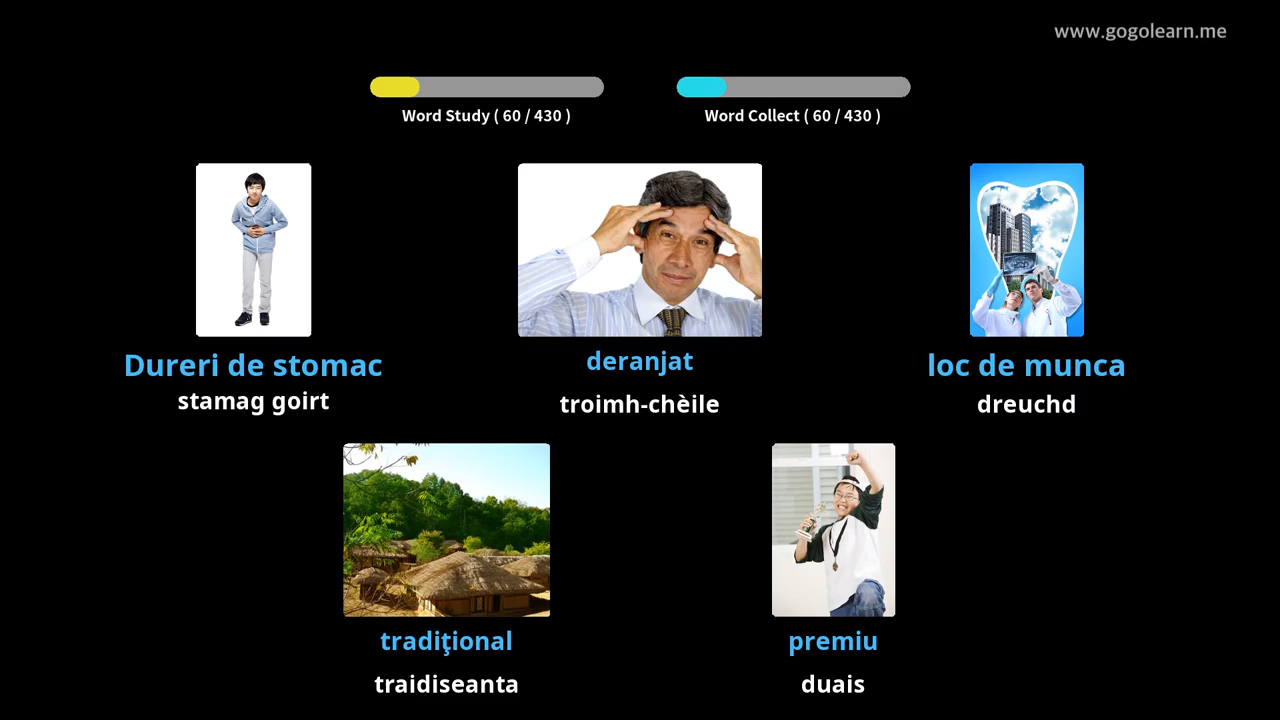 www.gogolearn.me
Word Study ( 60 / 430 )
Word Collect ( 60 / 430 )
Dureri de stomac
stamag goirt
deranjat
troimh-chèile
loc de munca
dreuchd
tradiţional
traidiseanta
premiu
duais